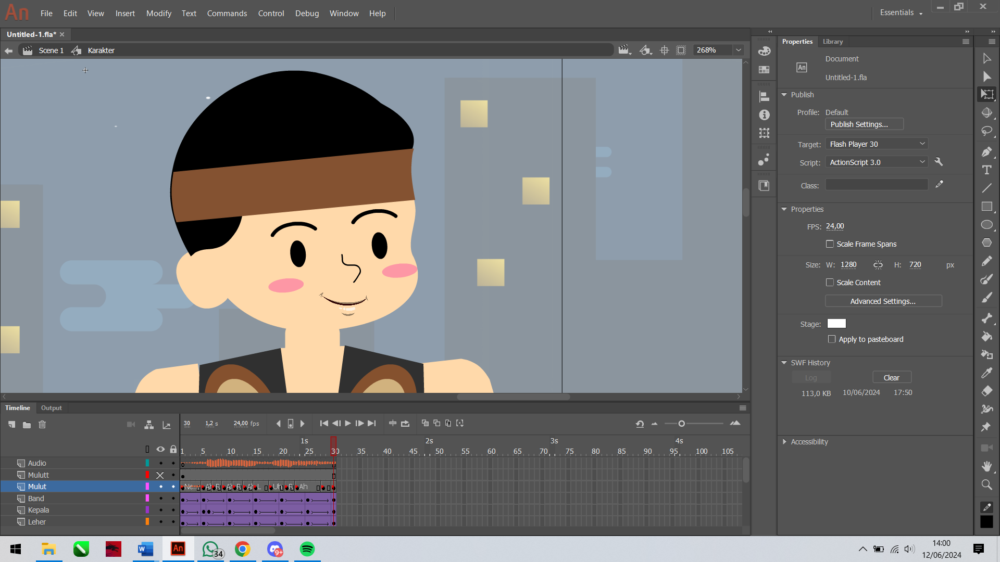 An File Edit View Insert Modify Text Commands Control Debug Window Help Essentials
Untitled-1.fla*
Scene 1 Karakter 268%
Properties Library
An Document
Untitled-1.fla
Publish
Profile: Default
Publish Settings...
Target: Flash Player 30
Script: ActionScript 3.0
Class:
Properties
FPS: 24,00
Scale Frame Spans
Size: W: 1280 H: 720 px
Scale Content
Advanced Settings...
Stage:
Apply to pasteboard
SWF History
Log Clear
113,0 KB 10/06/2024 17:50
Accessibility
Timeline Output
30 1,2 s 24,00 fps
1s 2s 3s 4s
1 5 10 15 20 25 30 35 40 45 50 55 60 65 70 75 80 85 90 95 100 105
Audio
Mulutt
Mulut
L Uh R Ah
Band
Kepala
Leher
An 34 9+
14:00
12/06/2024